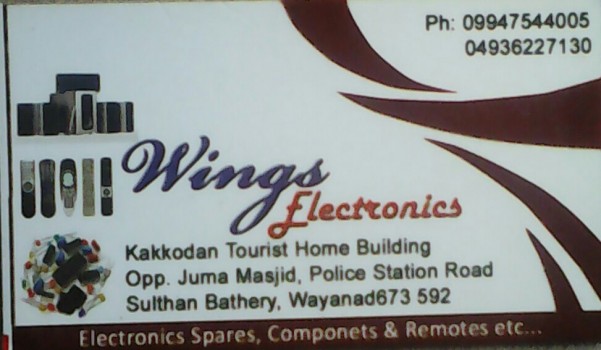 Ph: 09947544005
04936227130
Wings
Electronics
Kakkodan Tourist Home Building
Opp. Juma Masjid, Police Station Road
Sulthan Bathery, Wayanad673 592
Electronics Spares, Componets & Remotes etc...